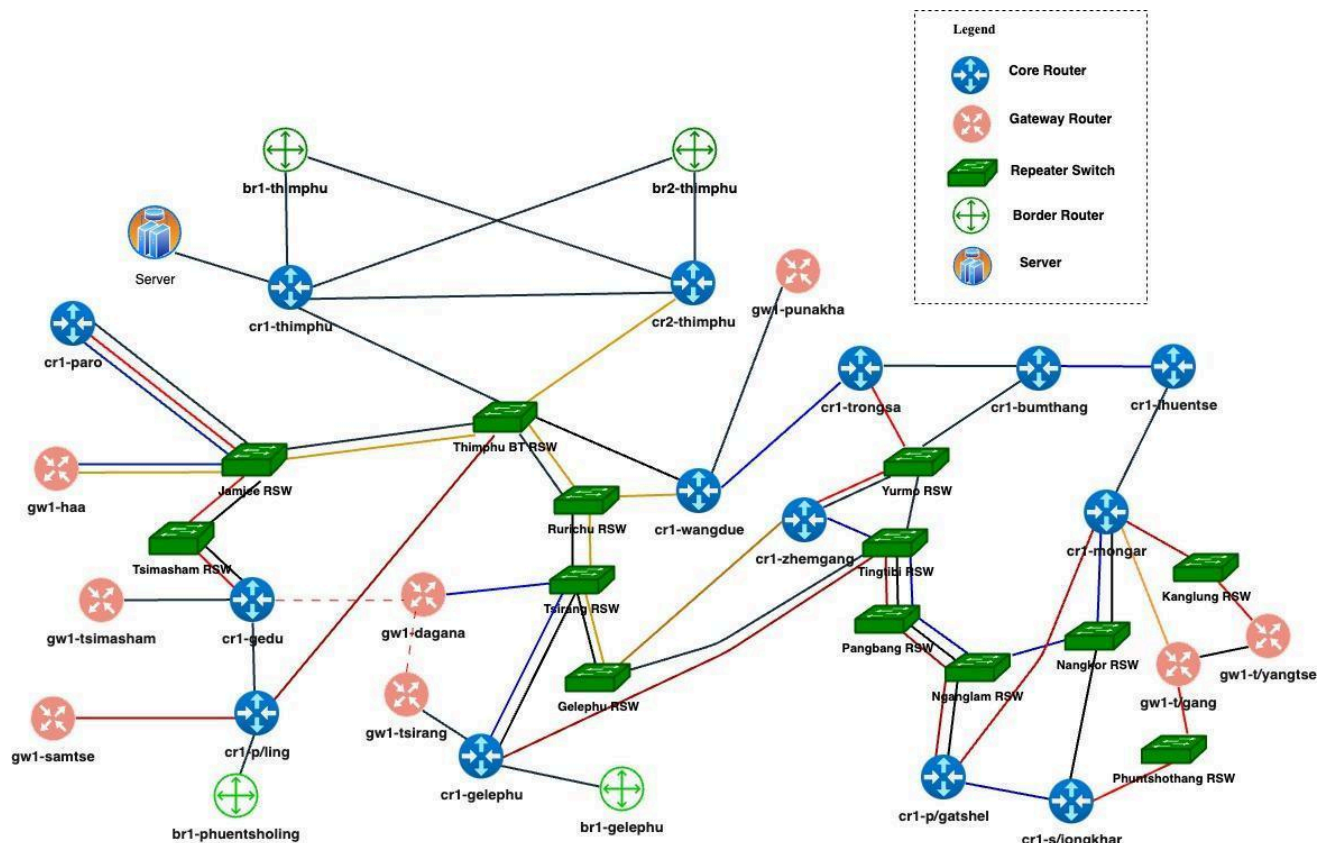 Legend
Core Router
Gateway Router
Repeater Switch
Border Router
Server
br1-thimphu
br2-thimphu
Server
cr1-thimphu
cr2-thimphu
gw1-punakha
cr1-paro
cr1-trongsa
cr1-bumthang
cr1-lhuentse
Thimphu BT RSW
Jamjee RSW
gw1-haa
Yurmo RSW
Rurichu RSW
cr1-wangdue
cr1-zhemgang
cr1-mongar
Tsimasham RSW
Tingtibi RSW
Kanglung RSW
gw1-tsimasham
cr1-gedu
gw1-dagana
Tsirang RSW
Pangbang RSW
Nangkor RSW
gw1-t/yangtse
Nganglam RSW
gw1-t/gang
Gelephu RSW
gw1-tsirang
gw1-samtse
cr1-p/ling
Phuntshothang RSW
cr1-gelephu
cr1-p/gatshel
br1-phuentsholing
br1-gelephu
cr1-s/jongkhar